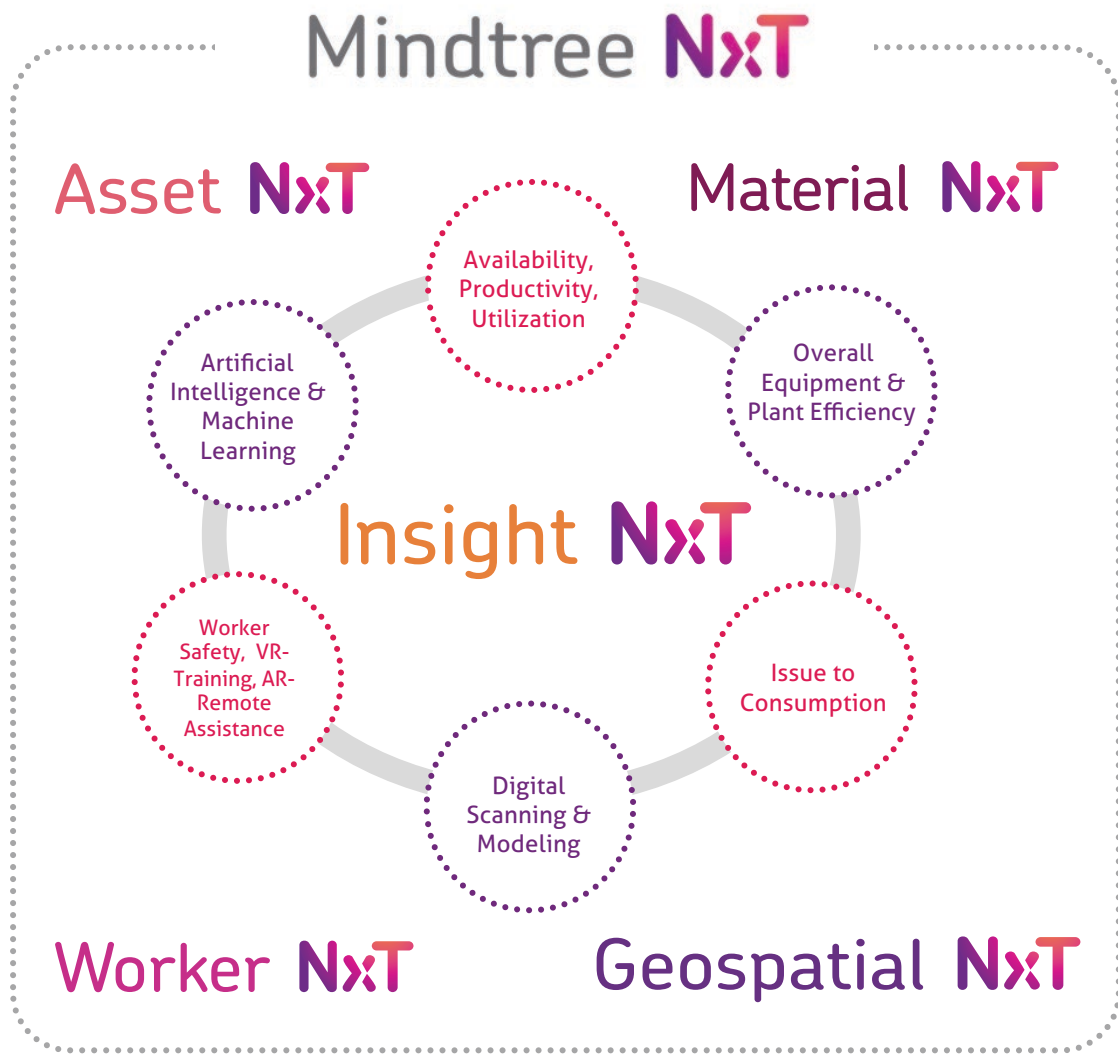 Mindtree NxT
Asset NxT
Material NxT
Availability,
Productivity,
Utilization
Overall
Equipment &
Plant Efficiency
Artificial
Intelligence &
Machine
Learning
Insight NxT
Worker
Safety, VR-
Training, AR-
Remote
Assistance
Issue to
Consumption
Digital
Scanning &
Modeling
Worker NxT
Geospatial NxT